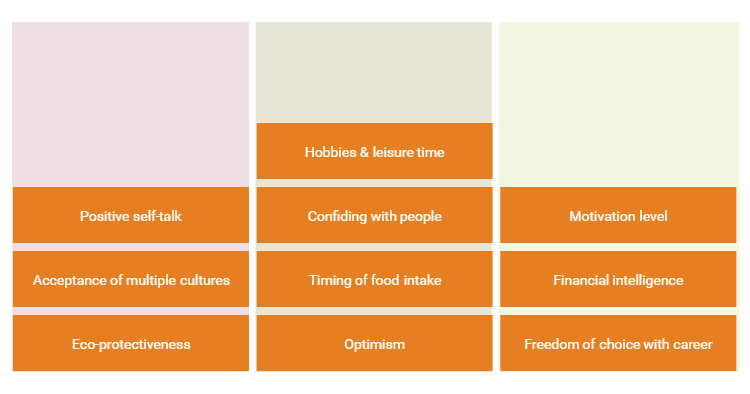 Hobbies & leisure time
Positive self-talk
Confiding with people
Motivation level
Acceptance of multiple cultures
Timing of food intake
Financial intelligence
Eco-protectiveness
Optimism
Freedom of choice with career